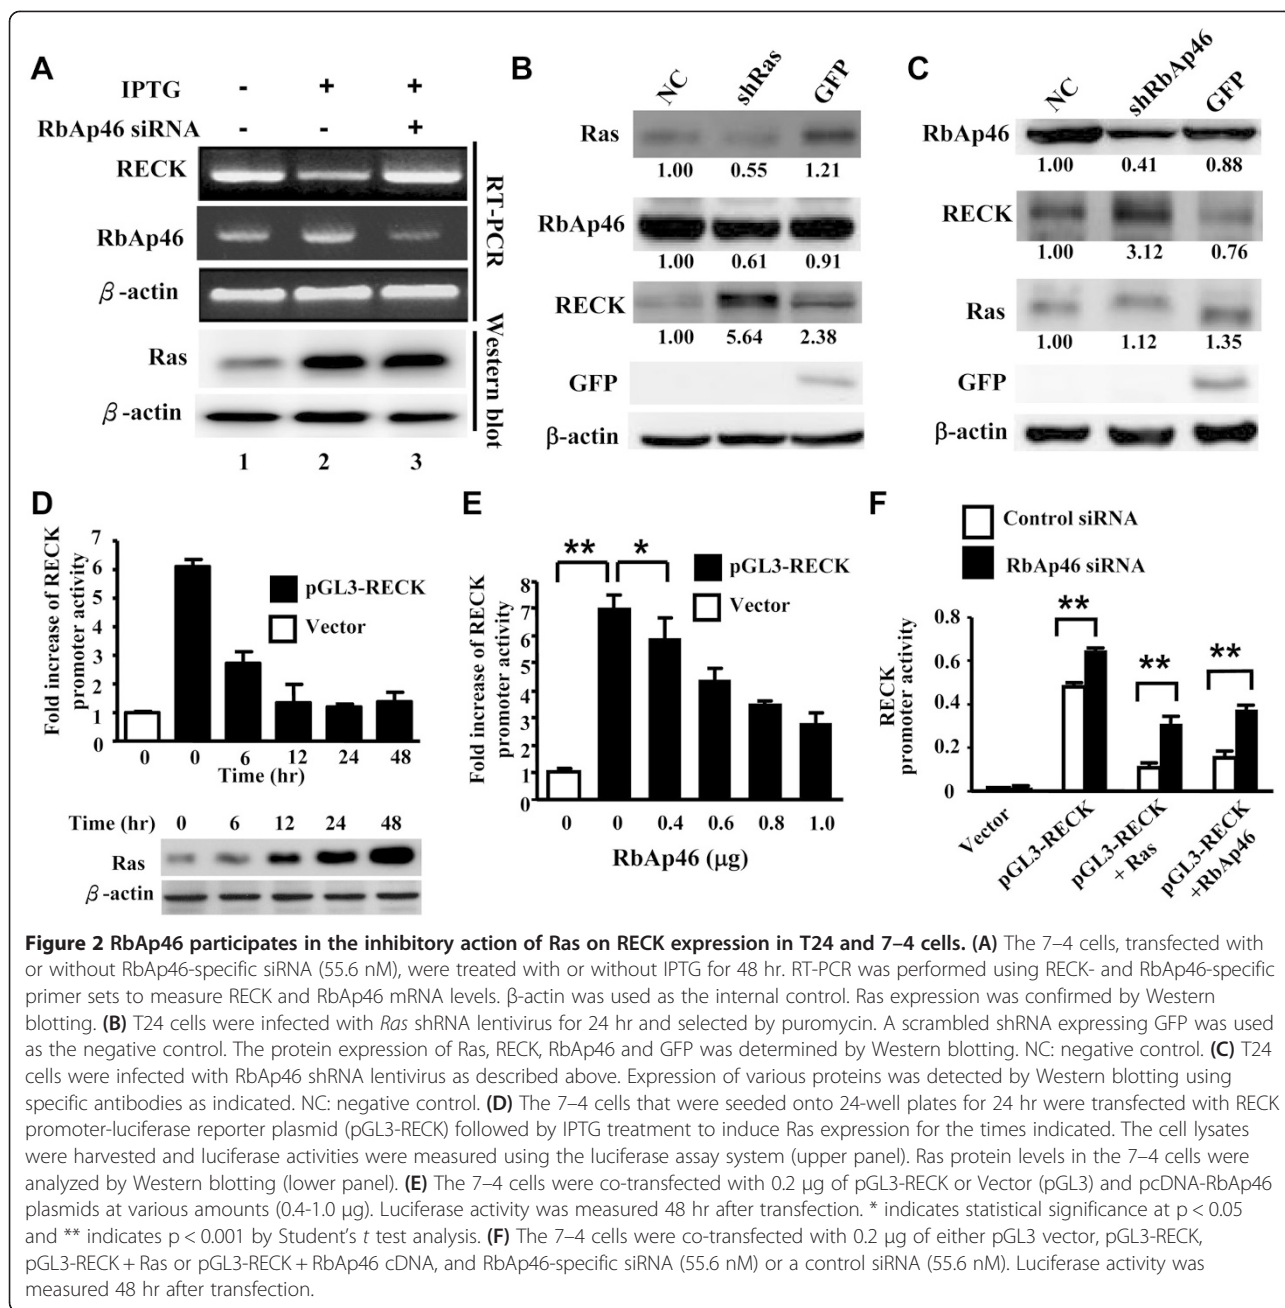 A
IPTG - + +
RbAp46 siRNA - - +
RECK
RbAp46
β-actin
RT-PCR
Ras
β-actin
Western blot
1 2 3
B
NC shRas GFP
Ras
1.00 0.55 1.21
RbAp46
1.00 0.61 0.91
RECK
1.00 5.64 2.38
GFP
β-actin
C
NC shRbAp46 GFP
RbAp46
1.00 0.41 0.88
RECK
1.00 3.12 0.76
Ras
1.00 1.12 1.35
GFP
β-actin
D
Fold increase of RECK
promoter activity
7
6
5
4
3
2
1
0
pGL3-RECK
Vector
0 0 6 12 24 48
Time (hr)
Time (hr) 0 6 12 24 48
Ras
β-actin
E
** *
pGL3-RECK
Vector
Fold increase of RECK
promoter activity
8
7
6
5
4
3
2
1
0
0 0 0.4 0.6 0.8 1.0
RbAp46 (μg)
F
Control siRNA
RbAp46 siRNA
RECK
promoter activity
0.8
0.6
0.4
0.2
0
** ** **
Vector
pGL3-RECK
pGL3-RECK
+ Ras
pGL3-RECK
+RbAp46
Figure 2 RbAp46 participates in the inhibitory action of Ras on RECK expression in T24 and 7–4 cells. (A) The 7–4 cells, transfected with
or without RbAp46-specific siRNA (55.6 nM), were treated with or without IPTG for 48 hr. RT-PCR was performed using RECK- and RbAp46-specific
primer sets to measure RECK and RbAp46 mRNA levels. β-actin was used as the internal control. Ras expression was confirmed by Western
blotting. (B) T24 cells were infected with Ras shRNA lentivirus for 24 hr and selected by puromycin. A scrambled shRNA expressing GFP was used
as the negative control. The protein expression of Ras, RECK, RbAp46 and GFP was determined by Western blotting. NC: negative control. (C) T24
cells were infected with RbAp46 shRNA lentivirus as described above. Expression of various proteins was detected by Western blotting using
specific antibodies as indicated. NC: negative control. (D) The 7–4 cells that were seeded onto 24-well plates for 24 hr were transfected with RECK
promoter-luciferase reporter plasmid (pGL3-RECK) followed by IPTG treatment to induce Ras expression for the times indicated. The cell lysates
were harvested and luciferase activities were measured using the luciferase assay system (upper panel). Ras protein levels in the 7–4 cells were
analyzed by Western blotting (lower panel). (E) The 7–4 cells were co-transfected with 0.2 μg of pGL3-RECK or Vector (pGL3) and pcDNA-RbAp46
plasmids at various amounts (0.4-1.0 μg). Luciferase activity was measured 48 hr after transfection. * indicates statistical significance at p < 0.05
and ** indicates p < 0.001 by Student's t test analysis. (F) The 7–4 cells were co-transfected with 0.2 μg of either pGL3 vector, pGL3-RECK,
pGL3-RECK + Ras or pGL3-RECK + RbAp46 cDNA, and RbAp46-specific siRNA (55.6 nM) or a control siRNA (55.6 nM). Luciferase activity was
measured 48 hr after transfection.